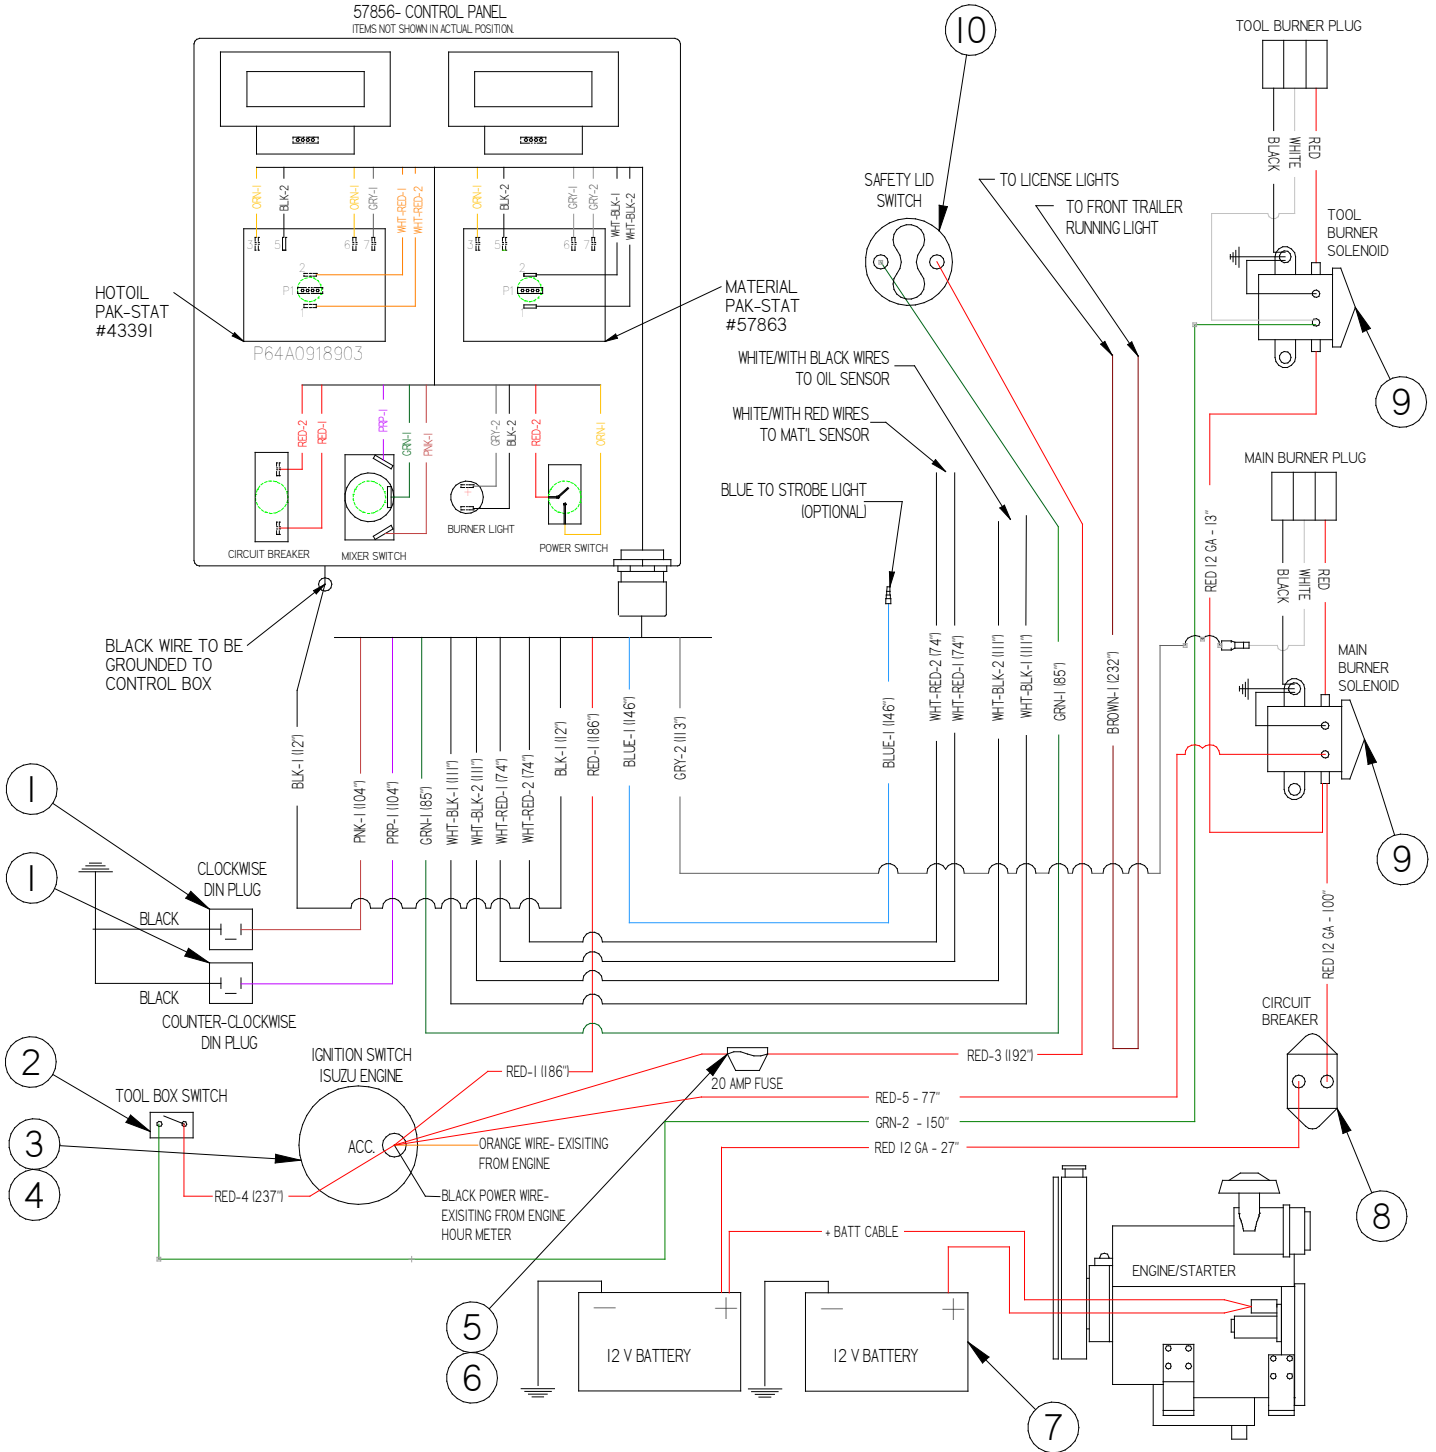 57856- CONTROL PANEL
ITEMS NOT SHOWN IN ACTUAL POSITION.
10
TOOL BURNER PLUG
BLACK
WHITE
RED
ORN-1
BLK-2
ORN-1
GRY-1
WHT-RED-1
WHT-RED-2
ORN-1
BLK-2
GRY-1
GRY-2
WHT-BLK-1
WHT-BLK-2
3
5
6
7
2
P1
1
3
5
6
7
2
P1
1
SAFETY LID
SWITCH
TO LICENSE LIGHTS
TO FRONT TRAILER
RUNNING LIGHT
TOOL
BURNER
SOLENOID
HOTOIL
PAK-STAT
#43391
P64A0918903
MATERIAL
PAK-STAT
#57863
9
WHITE/WITH BLACK WIRES
TO OIL SENSOR
WHITE/WITH RED WIRES
TO MAT'L SENSOR
BLUE TO STROBE LIGHT
(OPTIONAL)
RED-2
RED-1
PRP-1
GRN-1
PNK-1
GRY-2
BLK-2
RED-2
ORN-1
CIRCUIT BREAKER
MIXER SWITCH
BURNER LIGHT
POWER SWITCH
MAIN BURNER PLUG
BLACK
WHITE
RED
RED 12 GA - 13"
BLACK WIRE TO BE
GROUNDED TO
CONTROL BOX
MAIN
BURNER
SOLENOID
BLK-1 (12")
PNK-1 (104")
PRP-1 (104")
GRN-1 (85")
WHT-BLK-1 (111")
WHT-BLK-2 (111")
WHT-RED-1 (74")
WHT-RED-2 (74")
BLK-1 (12")
RED-1 (186")
BLUE-1 (146")
GRY-2 (113")
BLUE-1 (146")
WHT-RED-2 (74")
WHT-RED-1 (74")
WHT-BLK-2 (111")
WHT-BLK-1 (111")
GRN-1 (85")
BROWN-1 (232")
9
1
1
CLOCKWISE
DIN PLUG
BLACK
BLACK
COUNTER-CLOCKWISE
DIN PLUG
RED 12 GA - 100"
CIRCUIT
BREAKER
2
TOOL BOX SWITCH
3
4
IGNITION SWITCH
ISUZU ENGINE
ACC.
RED-1 (186")
20 AMP FUSE
RED-3 (192")
RED-5 - 77"
GRN-2 - 150"
RED 12 GA - 27"
ORANGE WIRE- EXISITING
FROM ENGINE
RED-4 (237")
BLACK POWER WIRE-
EXISITING FROM ENGINE
HOUR METER
8
+ BATT CABLE
ENGINE/STARTER
5
6
12 V BATTERY
12 V BATTERY
7